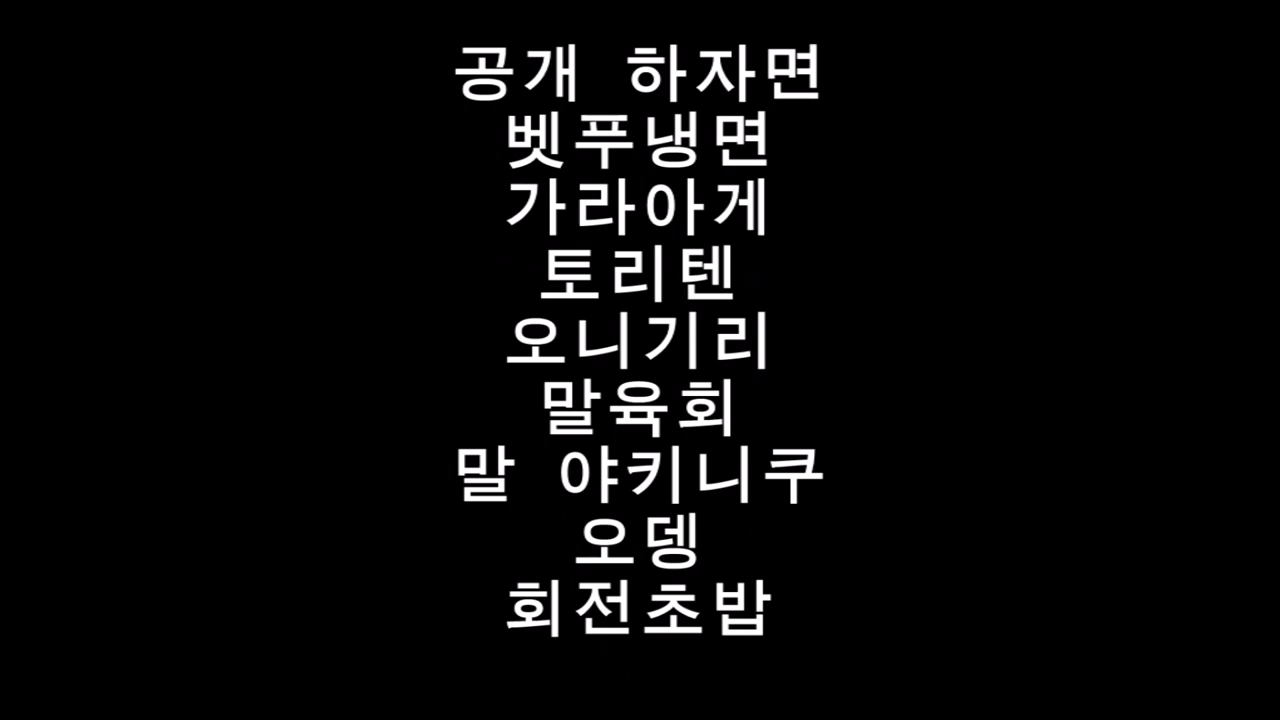 공개 하자면
벳푸냉면
가라아게
토리텐
오니기리
말육회
말 야키니쿠
오뎅
회전초밥